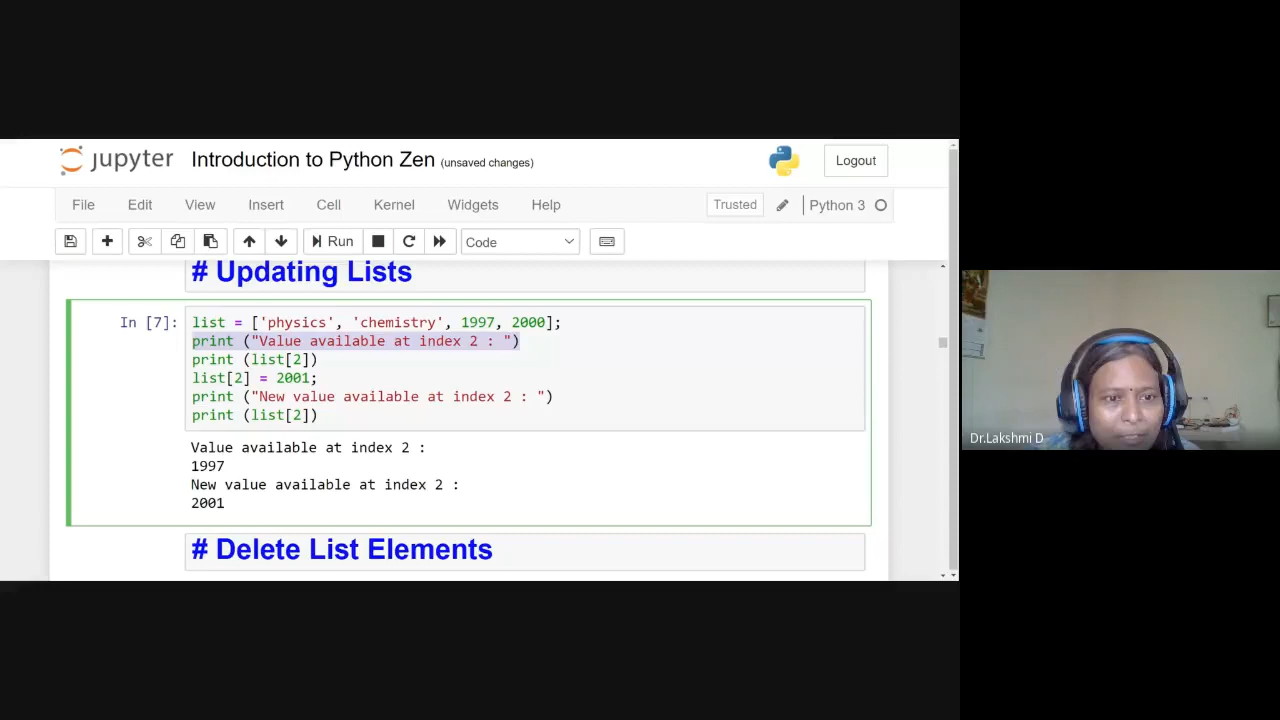 jupyter Introduction to Python Zen (unsaved changes) Logout
File Edit View Insert Cell Kernel Widgets Help Trusted Python 3
Run Code
# Updating Lists
In [7]: list = ['physics', 'chemistry', 1997, 2000];
print ("Value available at index 2 : ")
print (list[2])
list[2] = 2001;
print ("New value available at index 2 : ")
print (list[2])
Value available at index 2 :
1997
New value available at index 2 :
2001
# Delete List Elements
Dr.Lakshmi D